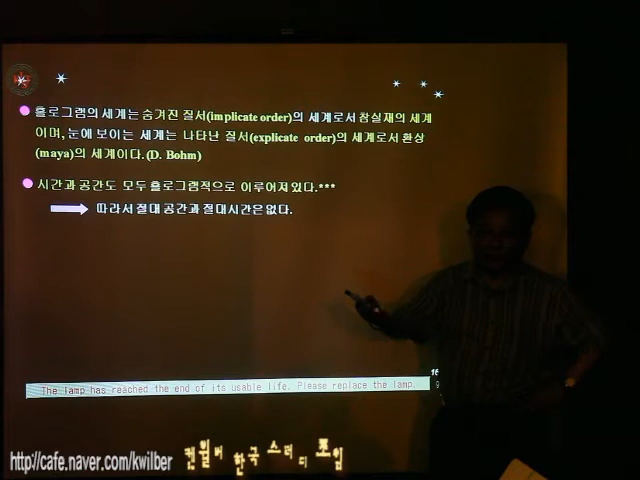 홀로그램의 세계는 숨겨진 질서(implicate order)의 세계로서 참실재의 세계
이며, 눈에 보이는 세계는 나타난 질서(explicate order)의 세계로서 환상
(maya)의 세계이다. (D. Bohm)
시간과 공간도 모두 홀로그램적으로 이루어져 있다.***
따라서 절대 공간과 절대시간은 없다.
The lamp has reached the end of its usable life. Please replace the lamp.
http://cafe.naver.com/kwilber 켄윌버 한국 스터디 모임